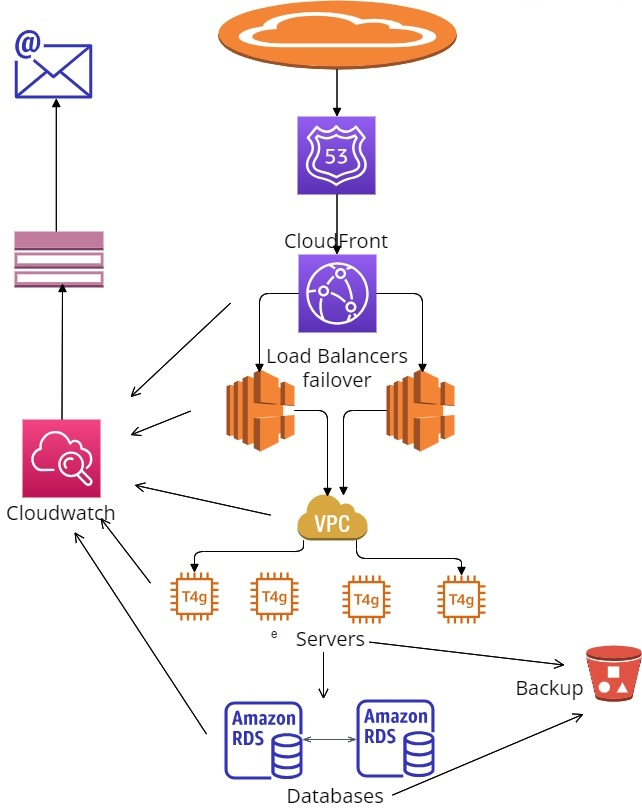 @
53
CloudFront
Load Balancers
failover
Cloudwatch
VPC
T4g
T4g
T4g
T4g
e
Servers
Backup
Amazon
RDS
Amazon
RDS
Databases